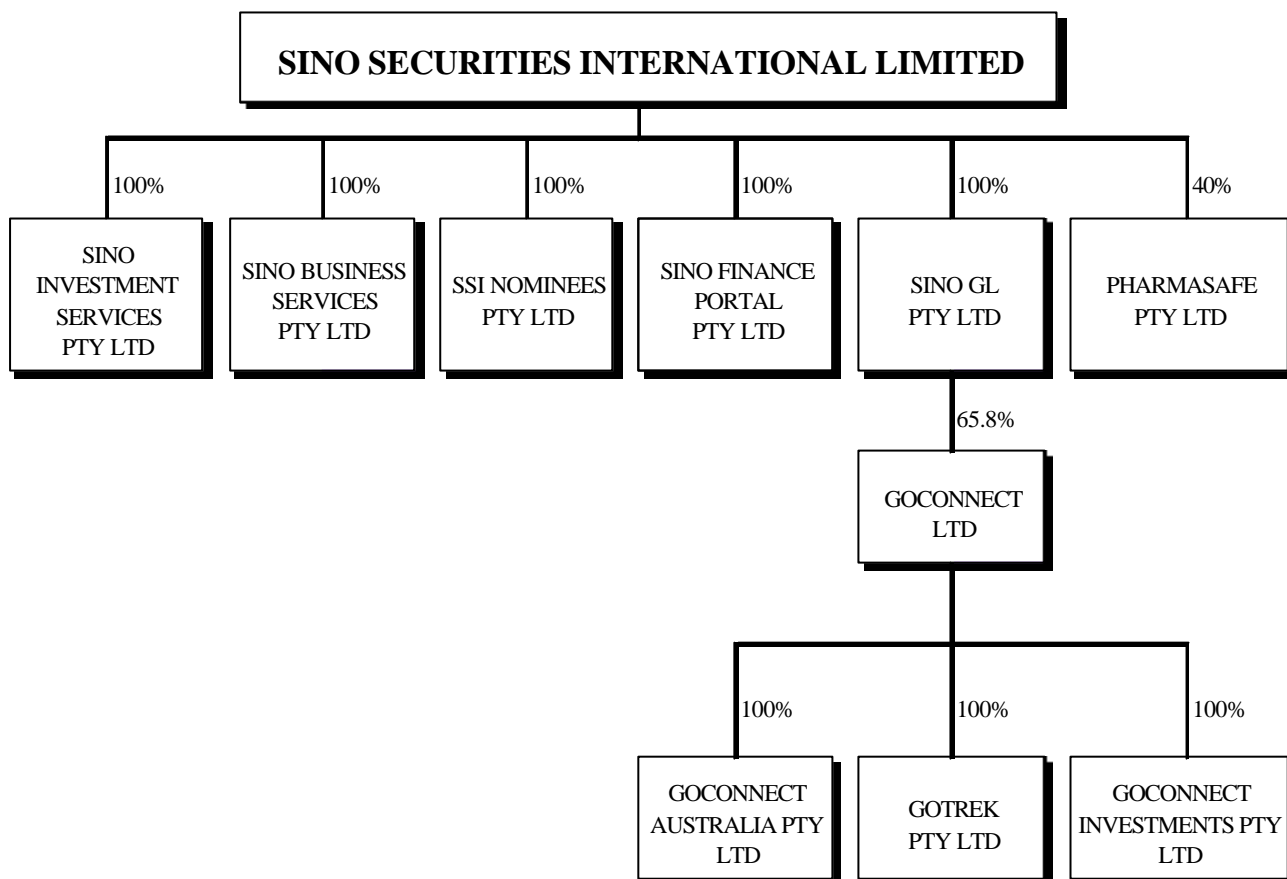 SINO SECURITIES INTERNATIONAL LIMITED
100%
100%
100%
100%
100%
40%
SINO
INVESTMENT
SERVICES
PTY LTD
SINO BUSINESS
SERVICES
PTY LTD
SSI NOMINEES
PTY LTD
SINO FINANCE
PORTAL
PTY LTD
SINO GL
PTY LTD
PHARMASAFE
PTY LTD
65.8%
GOCONNECT
LTD
100%
100%
100%
GOCONNECT
AUSTRALIA PTY
LTD
GOTREK
PTY LTD
GOCONNECT
INVESTMENTS PTY
LTD